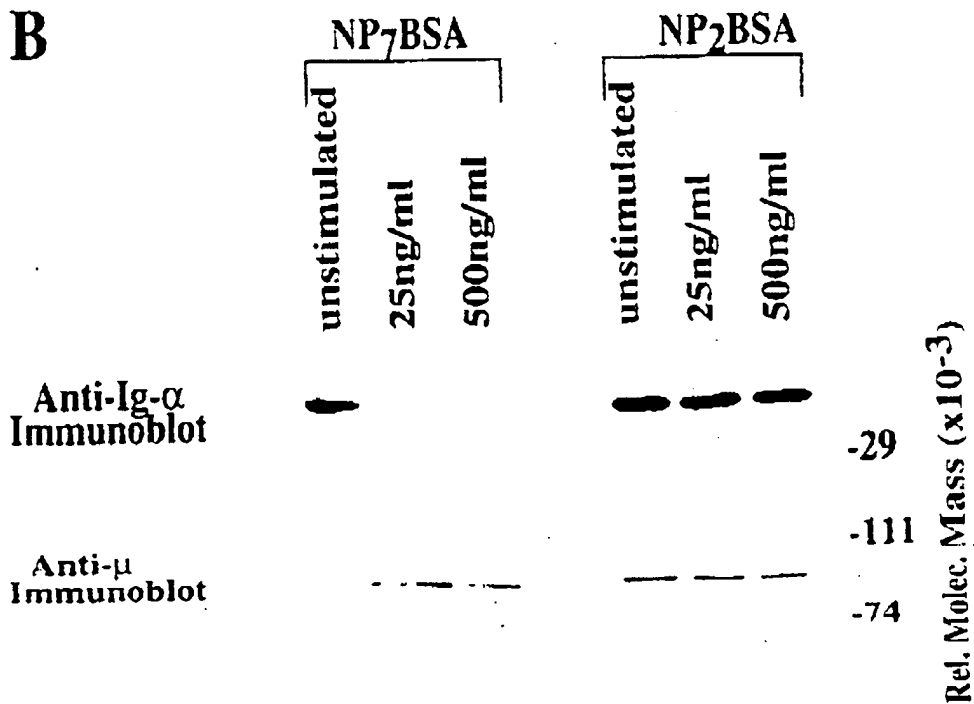 B
NP7BSA
NP2BSA
unstimulated
25ng/ml
500ng/ml
unstimulated
25ng/ml
500ng/ml
Anti-Ig-α
Immunoblot
-29
-111
Anti-μ
Immunoblot
-74
Rel. Molec. Mass (x10-3)